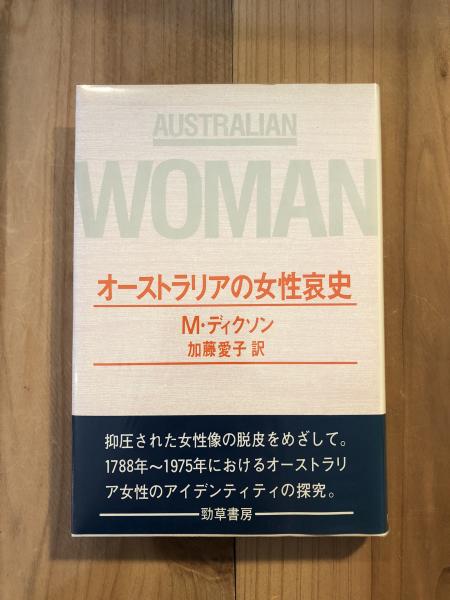 AUSTRALIAN
WOMAN
オーストラリアの女性哀史
M・ディクソン
加藤愛子 訳
抑圧された女性像の脱皮をめざして。
1788年〜1975年におけるオーストラリ
ア女性のアイデンティティの探究。
勁草書房